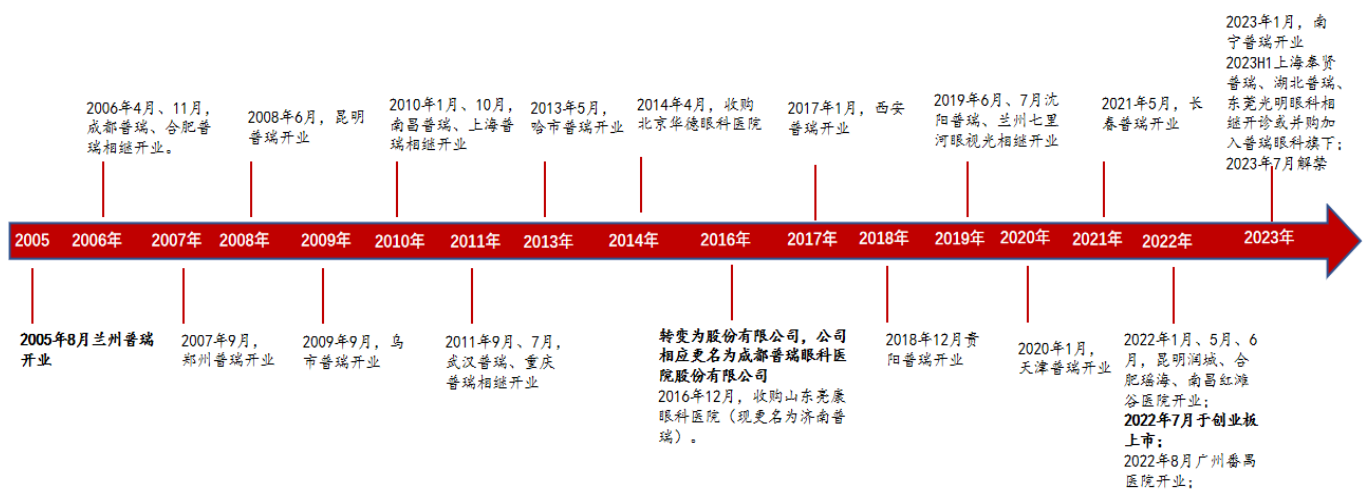 2006年4月、11月，
成都普瑞、合肥普
瑞相继开业。
2008年6月，昆明
普瑞开业
2010年1月、10月，
南昌普瑞、上海普
瑞相继开业
2013年5月，
哈市普瑞开业
2014年4月，收购
北京华德眼科医院
2017年1月，西安
普瑞开业
2019年6月、7月沈
阳普瑞、兰州七里
河眼视光相继开业
2021年5月，长
春普瑞开业
2023年1月，南
宁普瑞开业
2023H1上海奉贤
普瑞、湖北普瑞、
东莞光明眼科相
继开诊或并购加
入普瑞眼科旗下；
2023年7月解禁
2005
2006年
2007年
2008年
2009年
2010年
2011年
2013年
2014年
2016年
2017年
2018年
2019年
2020年
2021年
2022年
2023年
2005年8月兰州普瑞
开业
2007年9月，
郑州普瑞开业
2009年9月，乌
市普瑞开业
2011年9月、7月，
武汉普瑞、重庆
普瑞相继开业
转变为股份有限公司，公司
相应更名为成都普瑞眼科医
院股份有限公司
2016年12月，收购山东亮康
眼科医院（现更名为济南普
瑞）。
2018年12月贵
阳普瑞开业
2020年1月，
天津普瑞开业
2022年1月、5月、6
月，昆明润城、合
肥瑶海、南昌红滩
谷医院开业；
2022年7月于创业板
上市；
2022年8月广州番禺
医院开业；